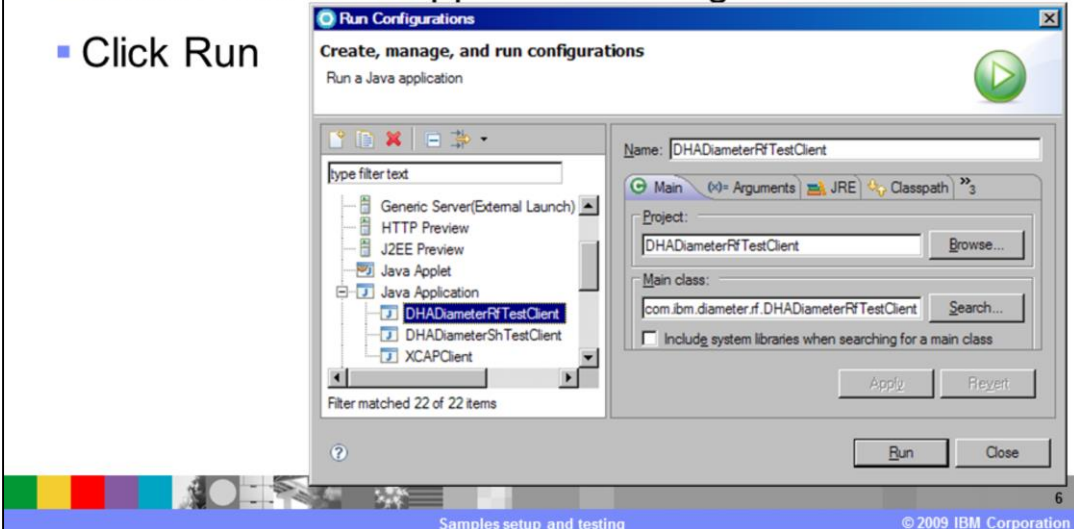 ▪ Click Run
Run Configurations
Create, manage, and run configurations
Run a Java application
type filter text
Generic Server(External Launch)
HTTP Preview
J2EE Preview
Java Applet
Java Application
DHADiameterRfTestClient
DHADiameterShTestClient
XCAPClient
Filter matched 22 of 22 items
Name: DHADiameterRfTestClient
Main (x)= Arguments JRE Classpath »3
Project:
DHADiameterRfTestClient Browse...
Main class:
com.ibm.diameter.rf.DHADiameterRfTestClient Search...
Include system libraries when searching for a main class
Apply Revert
Run Close
6
Samples setup and testing © 2009 IBM Corporation